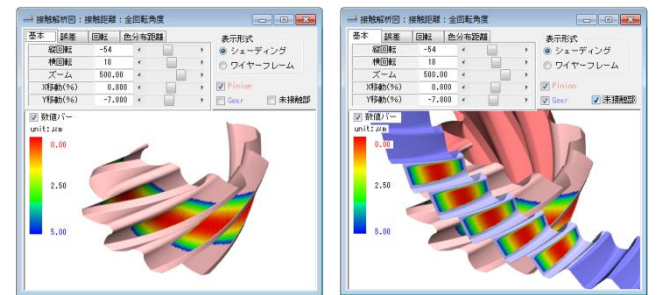 接触解析図：接触距離：全回転角度
基本 誤差 回転 色分布距離
縦回転 -54
横回転 18
ズーム 500.00
X移動(%) 0.000
Y移動(%) -7.800
表示形式
シェーディング
ワイヤーフレーム
Pinion
Gear 未接触部
数値バー
unit:μm
0.00
2.50
5.00
接触解析図：接触距離：全回転角度
基本 誤差 回転 色分布距離
縦回転 -54
横回転 18
ズーム 500.00
X移動(%) 0.000
Y移動(%) -7.800
表示形式
シェーディング
ワイヤーフレーム
Pinion
Gear 未接触部
数値バー
unit:μm
0.00
2.50
5.00